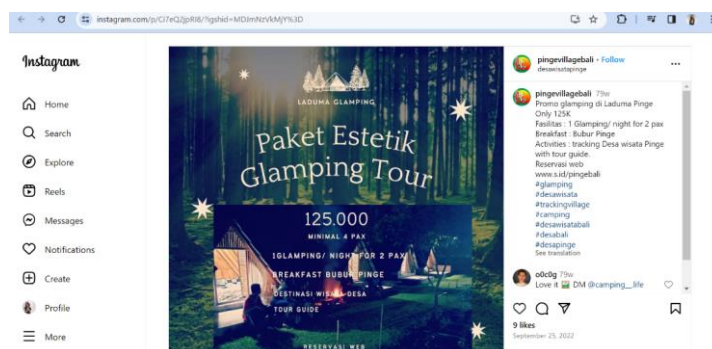 instagram.com/p/Ci7eQ2JpRl8/?igshid=MDJmNzVkMjY%3D
Instagram
Home
Search
Explore
Reels
Messages
Notifications
Create
Profile
More
LADUMA GLAMPING
Paket Estetik
Glamping Tour
125.000
MINIMAL 4 PAX
1GLAMPING/ NIGHT FOR 2 PAX
BREAKFAST BUBUR PINGE
DESTINASI WISATA DESA
TOUR GUIDE
RESERVASI WEB
pingevillagebali • Follow
desawisatapinge
pingevillagebali 79w
Promo glamping di Laduma Pinge
Only 125K
Fasilitas : 1 Glamping/ night for 2 pax
Breakfast : Bubur Pinge
Activities : tracking Desa wisata Pinge
with tour guide.
Reservasi web
www.s.id/pingebali
#glamping
#desawisata
#trackingvillage
#camping
#desawisatabali
#desabali
#desapinge
See translation
o0c0g 79w
Love it DM @camping__life
9 likes
September 25, 2022